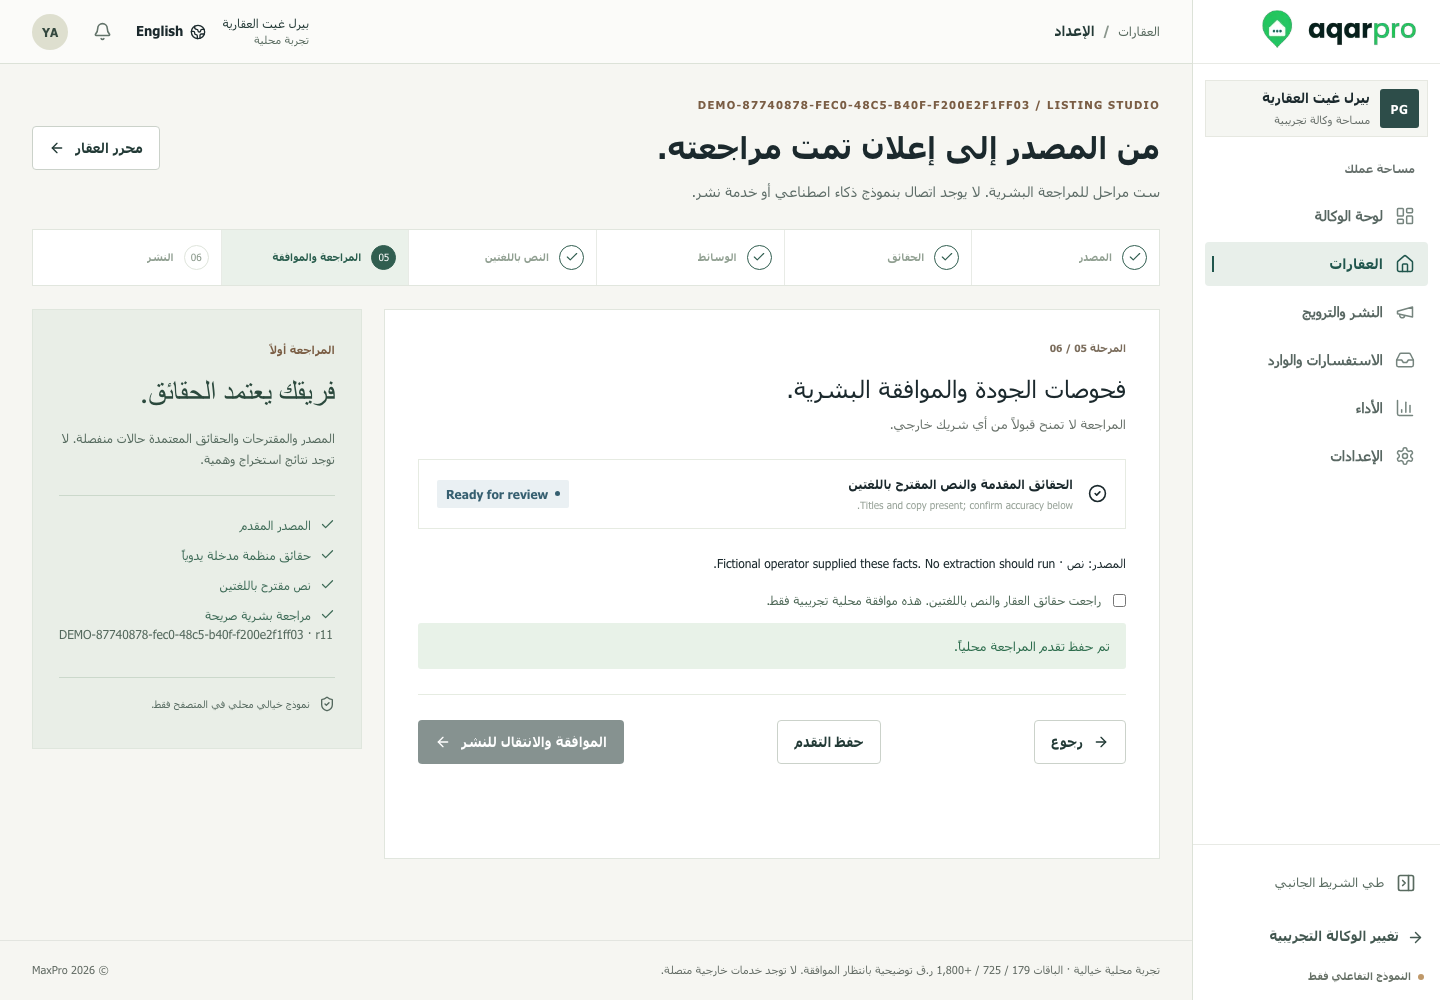 aqarpro
PG
بيرل غيت العقارية
مساحة وكالة تجريبية
مساحة عملك
لوحة الوكالة
العقارات
النشر والترويج
الاستفسارات والوارد
الأداء
الإعدادات
طي الشريط الجانبي
تغيير الوكالة التجريبية
النموذج التفاعلي فقط
العقارات / الإعداد
بيرل غيت العقارية
تجربة محلية
English
YA
DEMO-87740878-FEC0-48C5-B40F-F200E2F1FF03 / LISTING STUDIO
من المصدر إلى إعلان تمت مراجعته.
ست مراحل للمراجعة البشرية. لا يوجد اتصال بنموذج ذكاء اصطناعي أو خدمة نشر.
محرر العقار
المصدر
الحقائق
الوسائط
النص باللغتين
05 المراجعة والموافقة
06 النشر
المرحلة 05 / 06
فحوصات الجودة والموافقة البشرية.
المراجعة لا تمنح قبولاً من أي شريك خارجي.
الحقائق المقدمة والنص المقترح باللغتين
Titles and copy present; confirm accuracy below.
Ready for review
المصدر: نص · Fictional operator supplied these facts. No extraction should run.
راجعت حقائق العقار والنص باللغتين. هذه موافقة محلية تجريبية فقط.
تم حفظ تقدم المراجعة محلياً.
رجوع
حفظ التقدم
الموافقة والانتقال للنشر
المراجعة أولاً
فريقك يعتمد الحقائق.
المصدر والمقترحات والحقائق المعتمدة حالات منفصلة. لا
توجد نتائج استخراج وهمية.
المصدر المقدم
حقائق منظمة مدخلة يدوياً
نص مقترح باللغتين
مراجعة بشرية صريحة
DEMO-87740878-fec0-48c5-b40f-f200e2f1ff03 · r11
نموذج خيالي محلي في المتصفح فقط.
تجربة محلية خيالية · الباقات 179 / 725 / 1,800+ ر.ق توضيحية بانتظار الموافقة. لا توجد خدمات خارجية متصلة.
© 2026 MaxPro